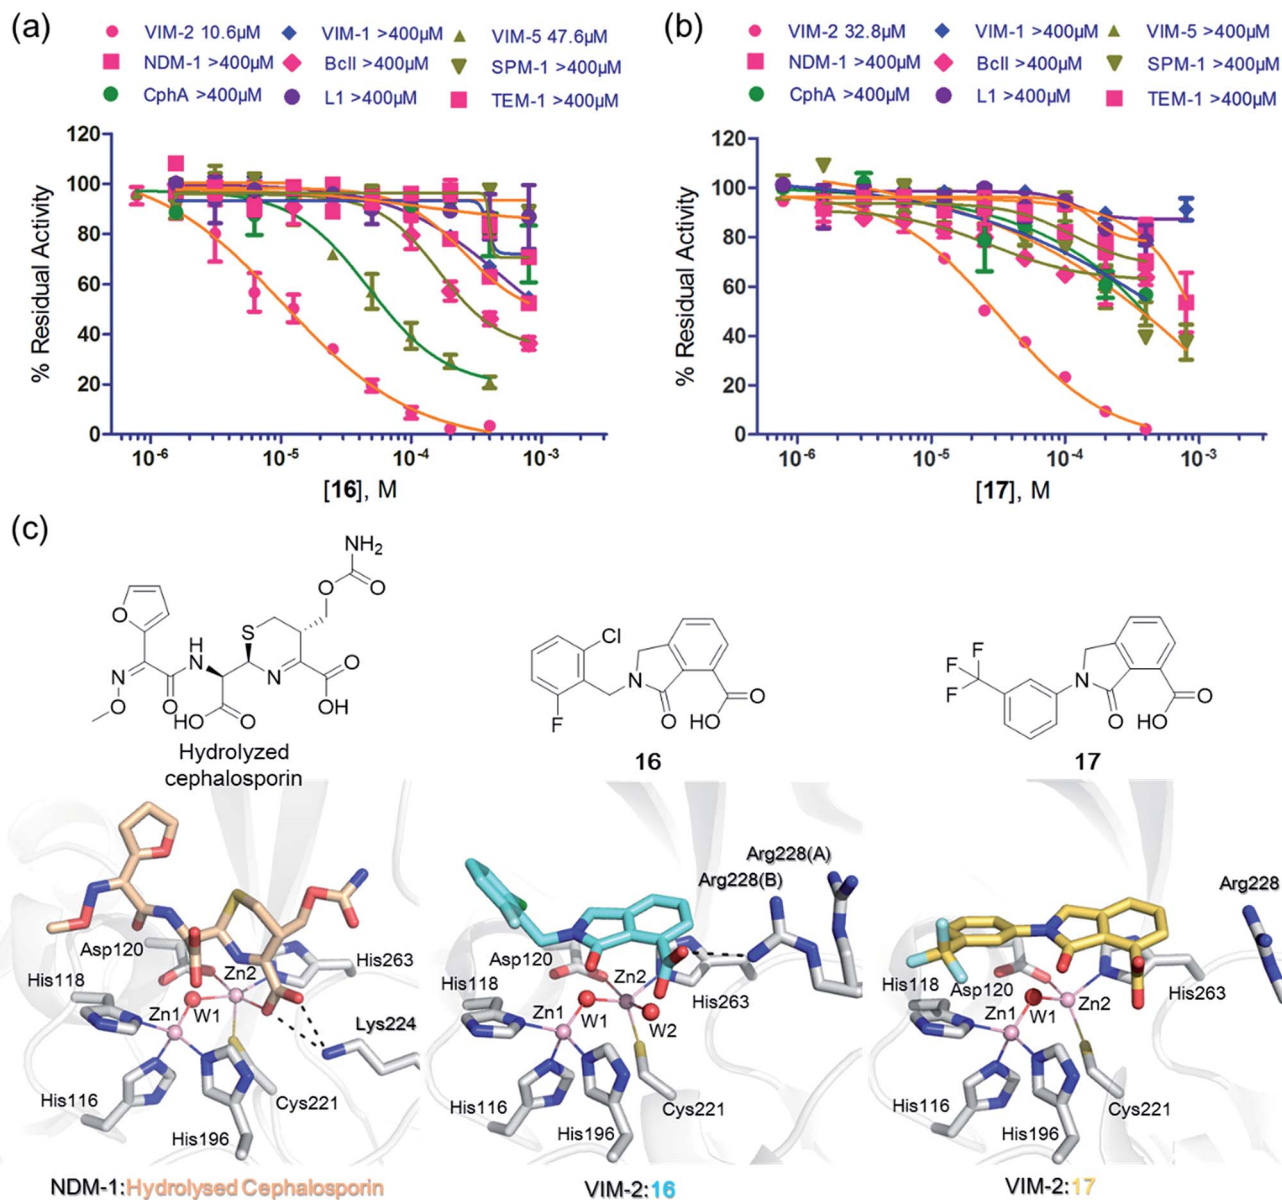 (a)
VIM-2 10.6µM VIM-1 >400µM VIM-5 47.6µM
NDM-1 >400µM BcII >400µM SPM-1 >400µM
CphA >400µM L1 >400µM TEM-1 >400µM
120
100
80
60
40
20
0
% Residual Activity
10-6 10-5 10-4 10-3
[16], M
(b)
VIM-2 32.8µM VIM-1 >400µM VIM-5 >400µM
NDM-1 >400µM BcII >400µM SPM-1 >400µM
CphA >400µM L1 >400µM TEM-1 >400µM
120
100
80
60
40
20
0
% Residual Activity
10-6 10-5 10-4 10-3
[17], M
(c)
NH2
O
O
O
S
H
N
N
N
O
O
O
HO
O
OH
Hydrolyzed
cephalosporin
Cl
N
F
O
HO
O
16
F
F
F
N
O
HO
O
17
Asp120
His118
Zn2
His263
Zn1
W1
Lys224
His116
Cys221
His196
NDM-1:Hydrolysed Cephalosporin
Arg228(A)
Arg228(B)
Asp120
His118
Zn2
His263
Zn1
W1
W2
His116
Cys221
His196
VIM-2:16
Arg228
His118
Asp120
His263
Zn1
W1
Zn2
His116
Cys221
His196
VIM-2:17